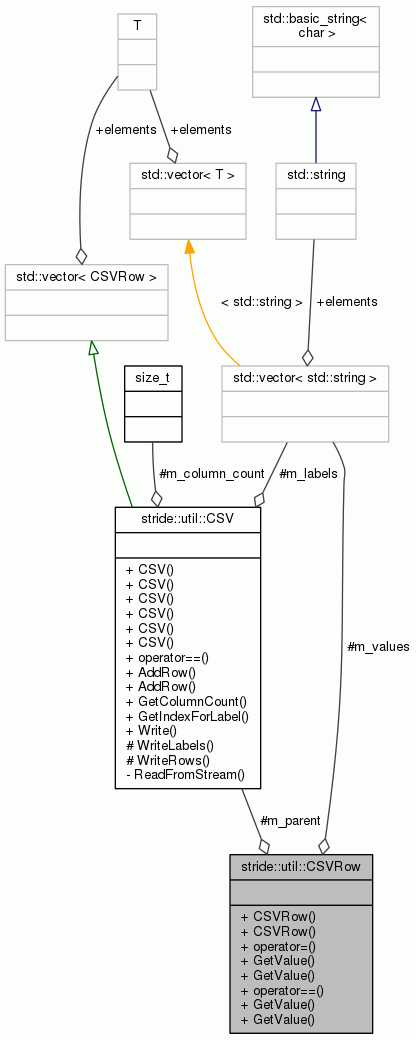 T
std::basic_string<
char >
+elements
+elements
std::vector< T >
std::string
std::vector< CSVRow >
< std::string >
+elements
size_t
std::vector< std::string >
#m_column_count
#m_labels
stride::util::CSV
+ CSV()
+ CSV()
+ CSV()
+ CSV()
+ CSV()
+ CSV()
+ operator==()
+ AddRow()
+ AddRow()
+ GetColumnCount()
+ GetIndexForLabel()
+ Write()
# WriteLabels()
# WriteRows()
- ReadFromStream()
#m_values
#m_parent
stride::util::CSVRow
+ CSVRow()
+ CSVRow()
+ operator=()
+ GetValue()
+ GetValue()
+ operator==()
+ GetValue()
+ GetValue()